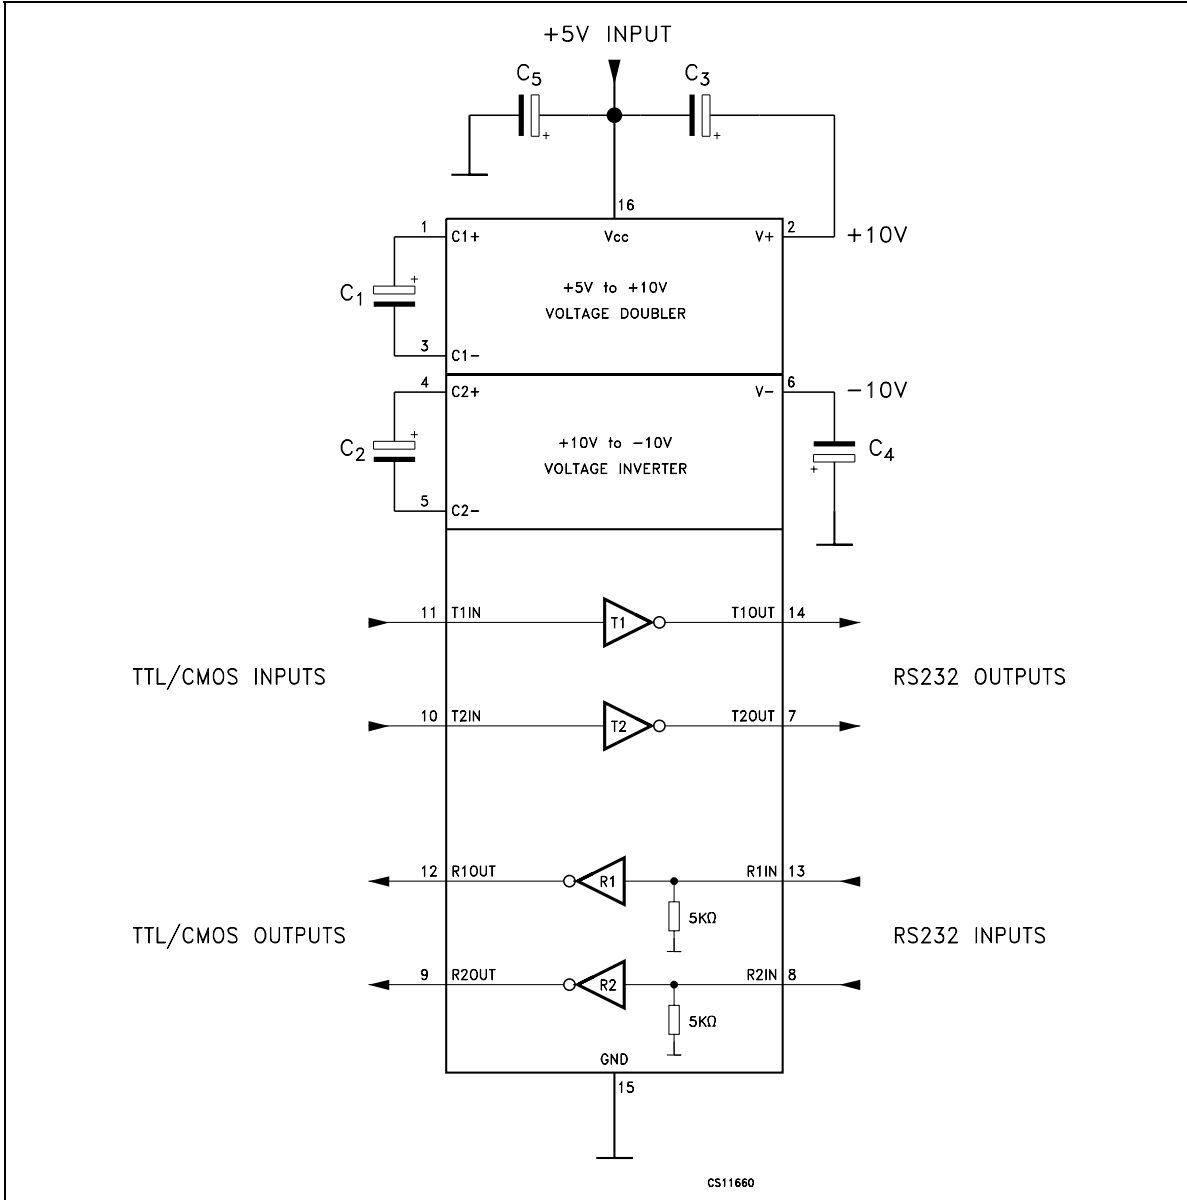 +5V INPUT
C5
C3
+
+
16
1
C1+
Vcc
V+
2
+10V
+
C1
+5V to +10V
VOLTAGE DOUBLER
3
C1-
4
C2+
V-
6
-10V
+
C2
+10V to -10V
VOLTAGE INVERTER
C4
+
5
C2-
11
T1IN
T1
T1OUT
14
TTL/CMOS INPUTS
RS232 OUTPUTS
10
T2IN
T2
T2OUT
7
12
R1OUT
R1
R1IN
13
5KΩ
TTL/CMOS OUTPUTS
RS232 INPUTS
9
R2OUT
R2
R2IN
8
5KΩ
GND
15
CS11660